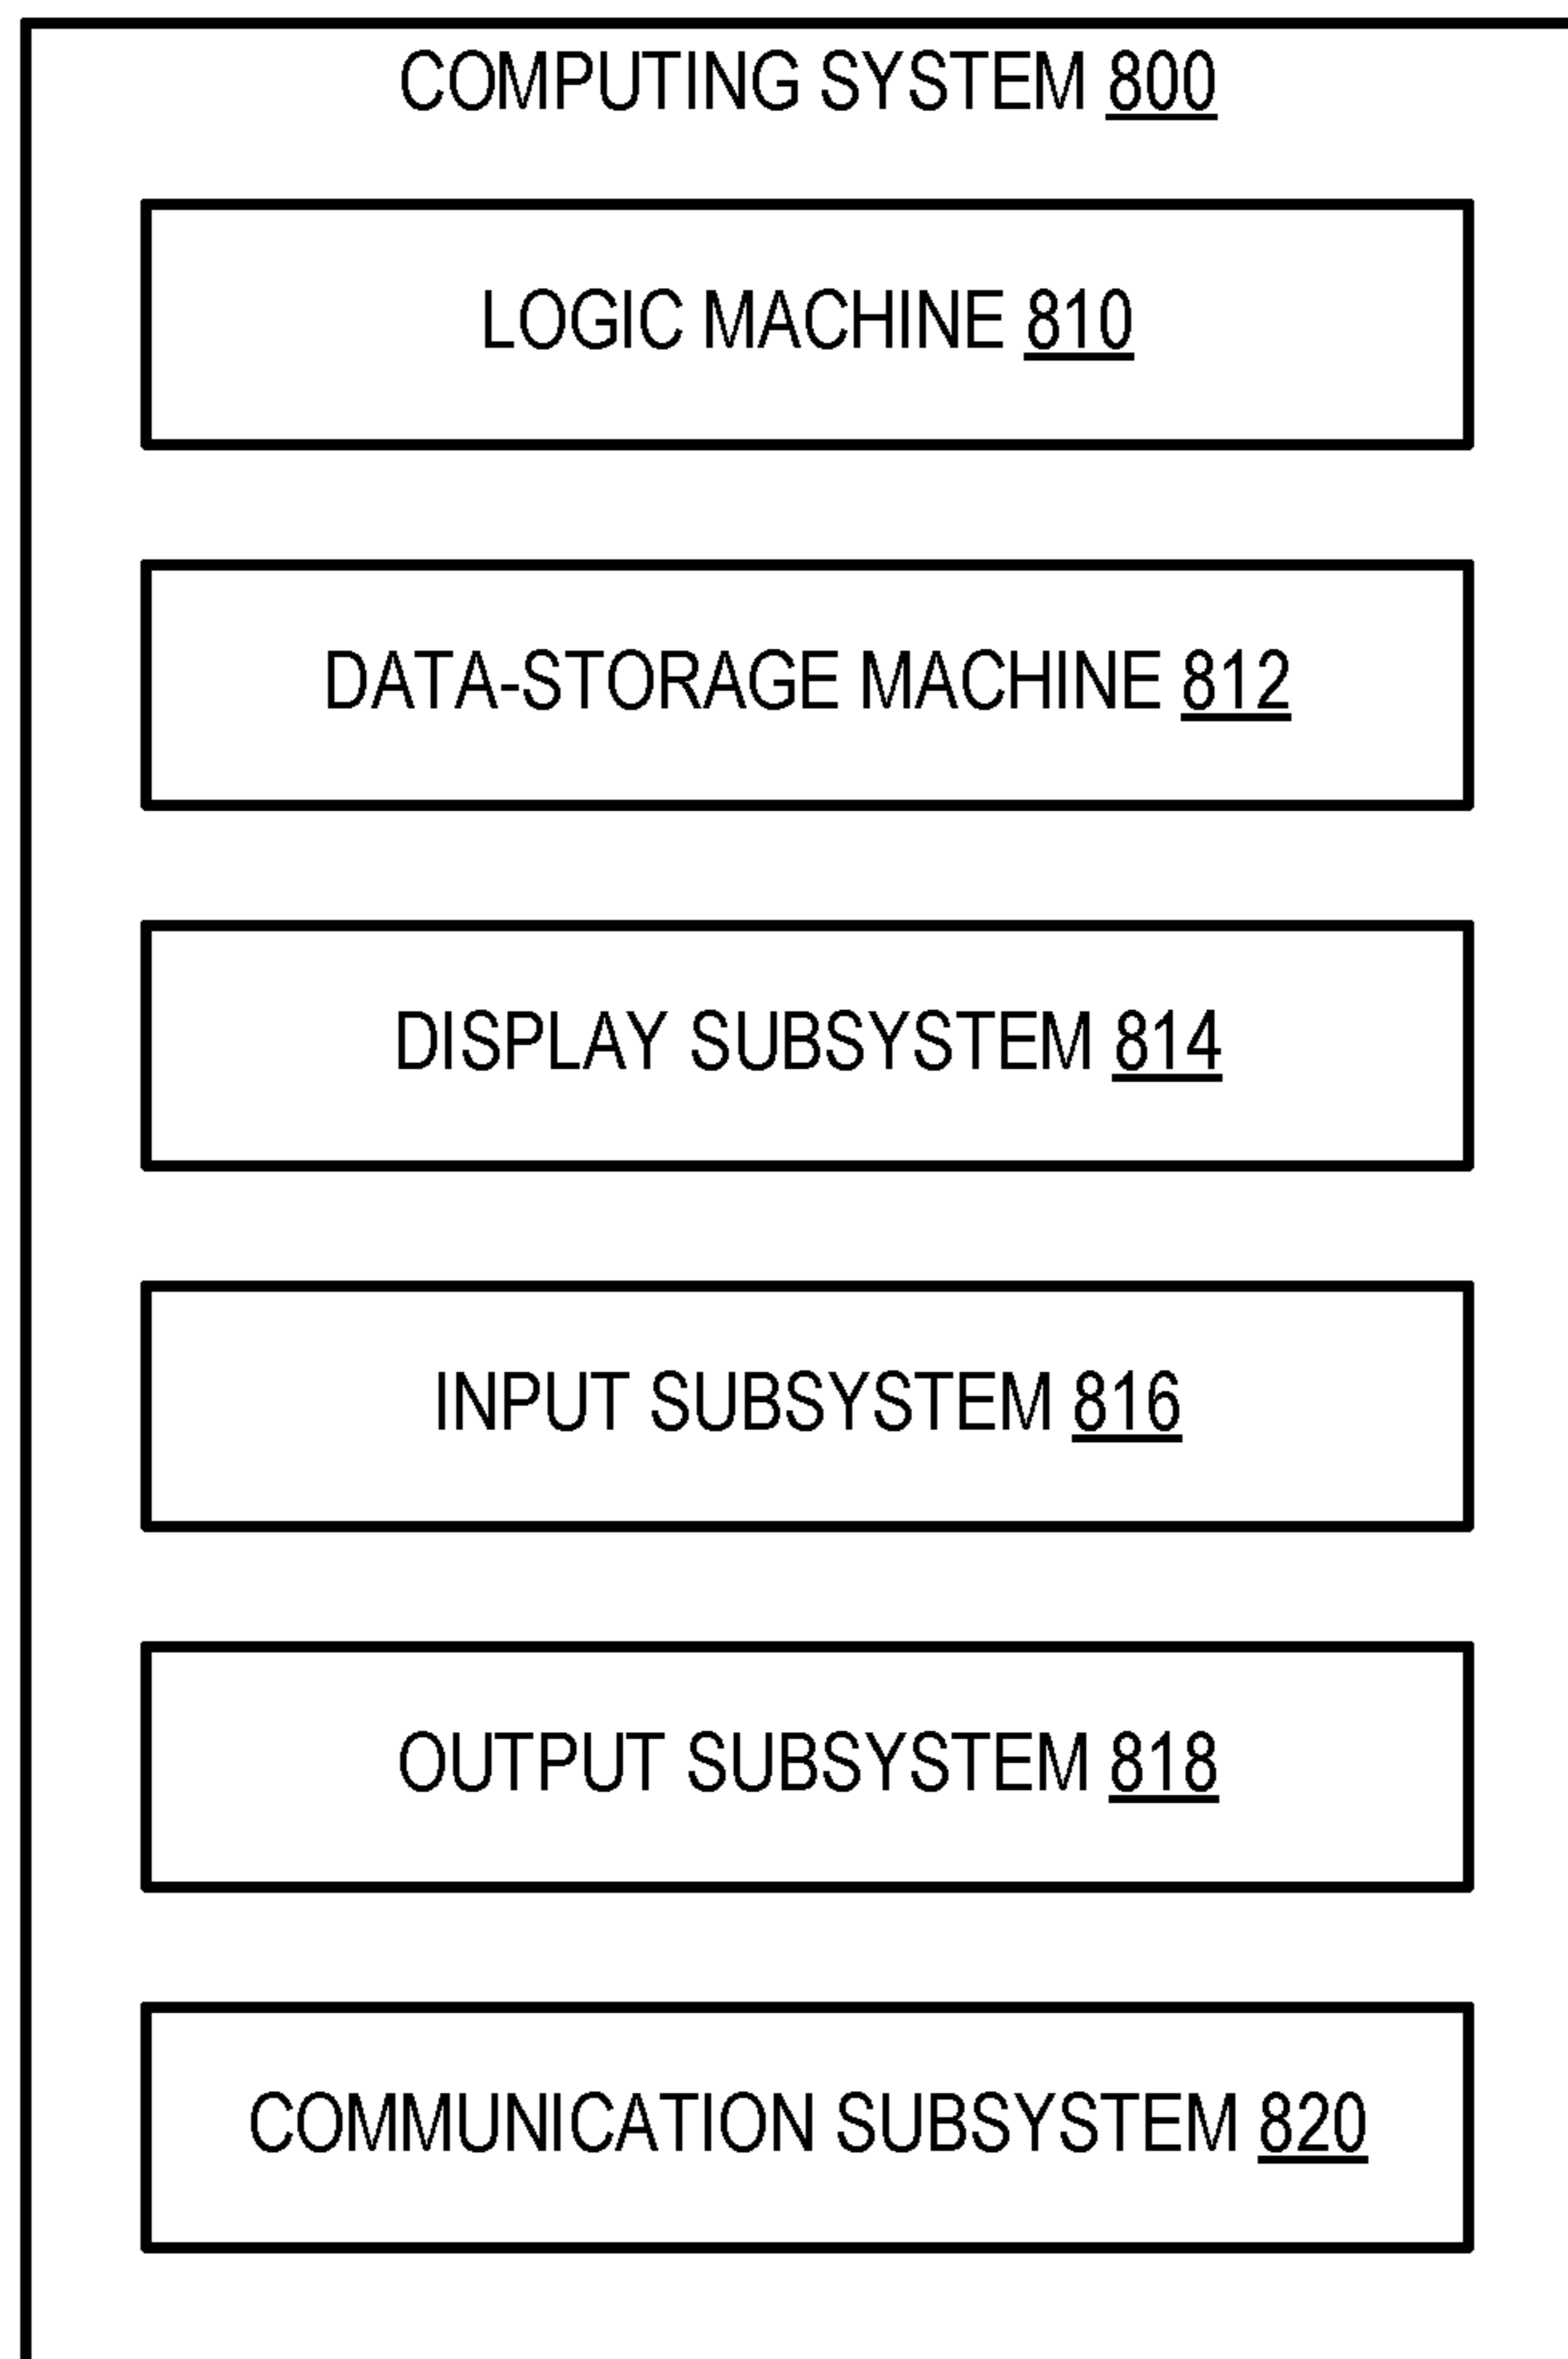 COMPUTING SYSTEM 800
LOGIC MACHINE 810
DATA-STORAGE MACHINE 812
DISPLAY SUBSYSTEM 814
INPUT SUBSYSTEM 816
OUTPUT SUBSYSTEM 818
COMMUNICATION SUBSYSTEM 820